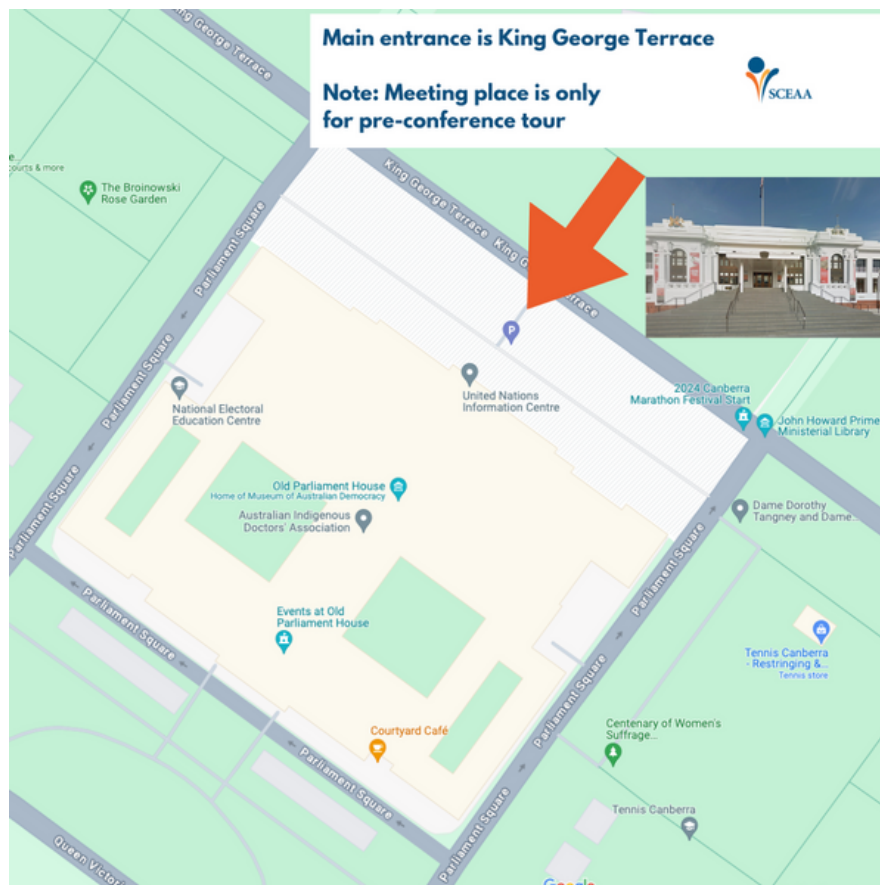 Main entrance is King George Terrace
Note: Meeting place is only
for pre-conference tour
SCEAA
King George Terrace
The Broinowski
Rose Garden
courts & more
King George Terrace
King G
errace
Parliament Square
P
National Electoral
Education Centre
United Nations
Information Centre
2024 Canberra
Marathon Festival Start
John Howard Prime
Ministerial Library
Parliament Square
Old Parliament House
Home of Museum of Australian Democracy
Australian Indigenous
Doctors' Association
Dame Dorothy
Tangney and Dame...
Parliament Square
Parliament Square
Parliament Square
Events at Old
Parliament House
Tennis Canberra
- Restringing &...
Tennis store
Parliament Square
Courtyard Café
Centenary of Women's
Suffrage...
Parliament Square
Parliament Square
Tennis Canberra
Queen Victor
Google